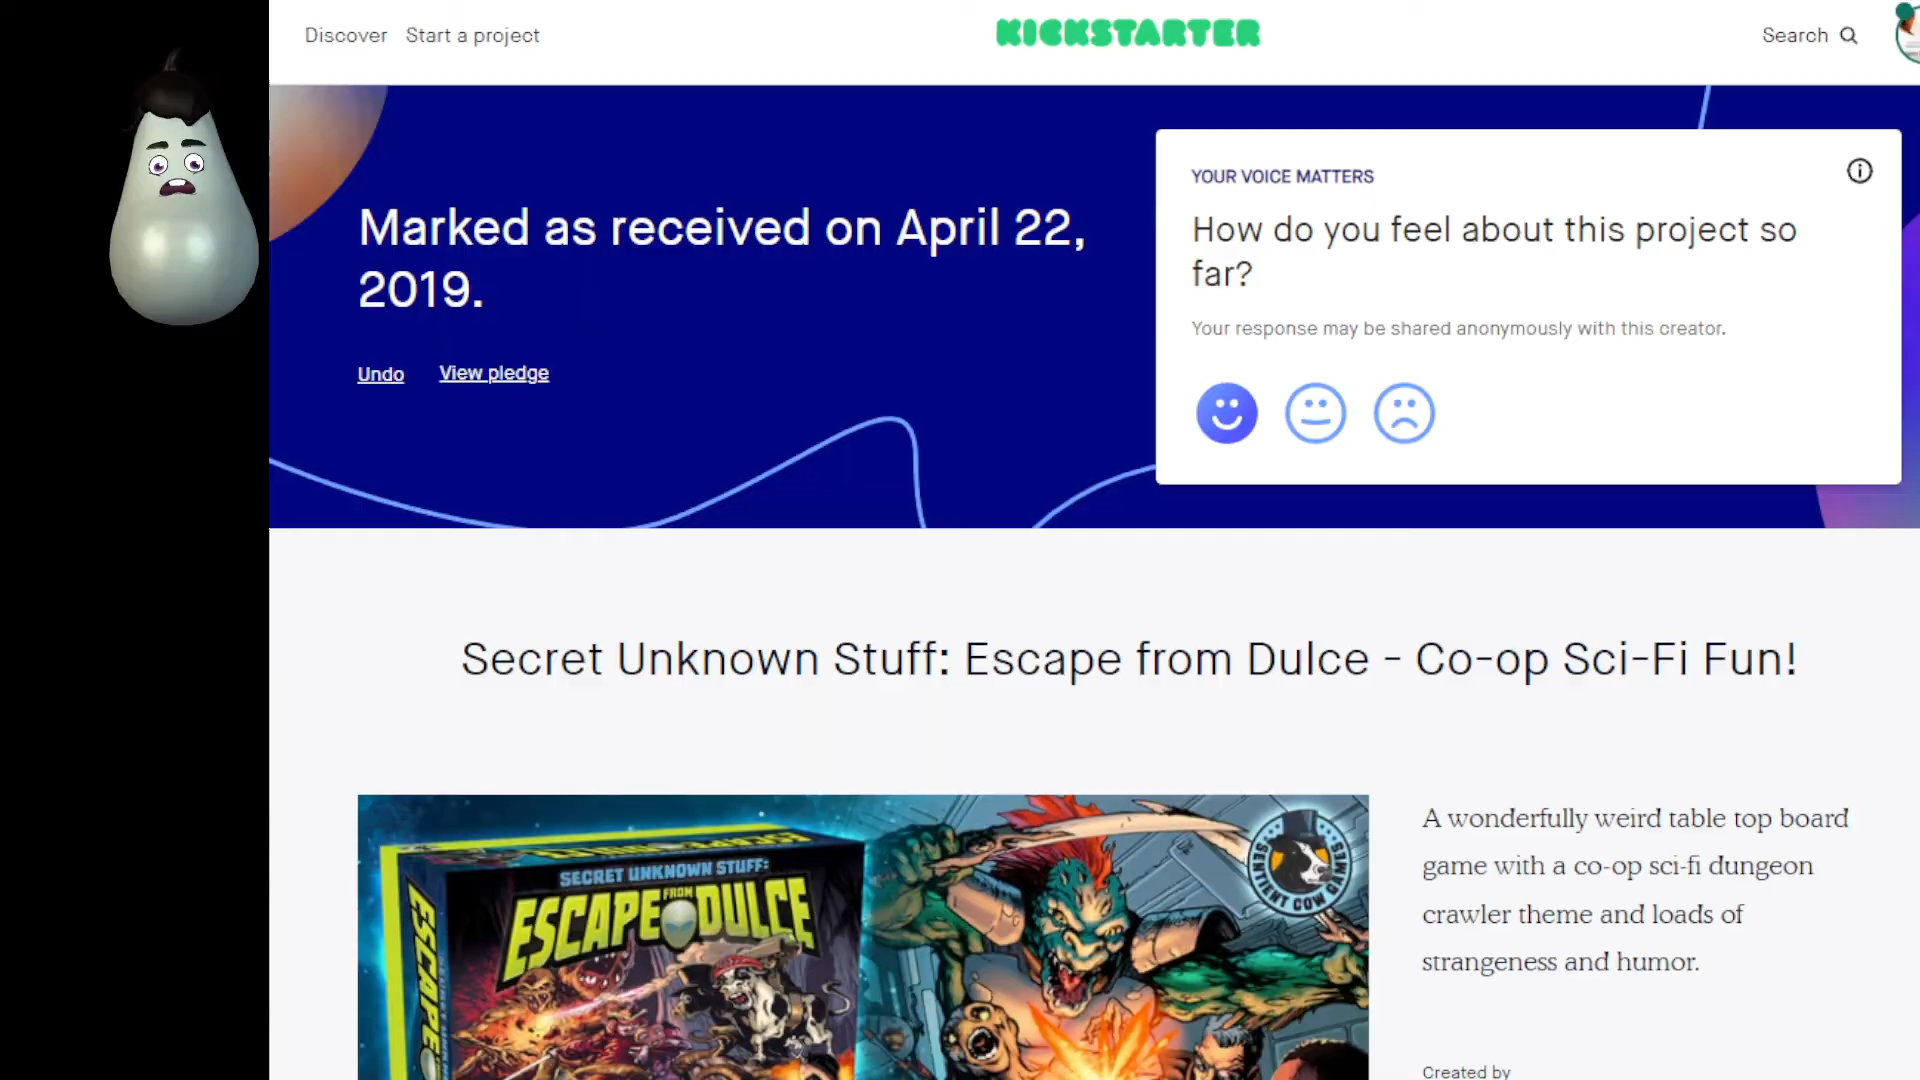 Discover Start a project
KICKSTARTER
Search
Marked as received on April 22,
2019.
Undo View pledge
YOUR VOICE MATTERS
How do you feel about this project so
far?
Your response may be shared anonymously with this creator.
Secret Unknown Stuff: Escape from Dulce - Co-op Sci-Fi Fun!
SECRET UNKNOWN STUFF:
ESCAPE FROM DULCE
ESCAPE
SENTIENT COW GAMES
A wonderfully weird table top board
game with a co-op sci-fi dungeon
crawler theme and loads of
strangeness and humor.
Created by